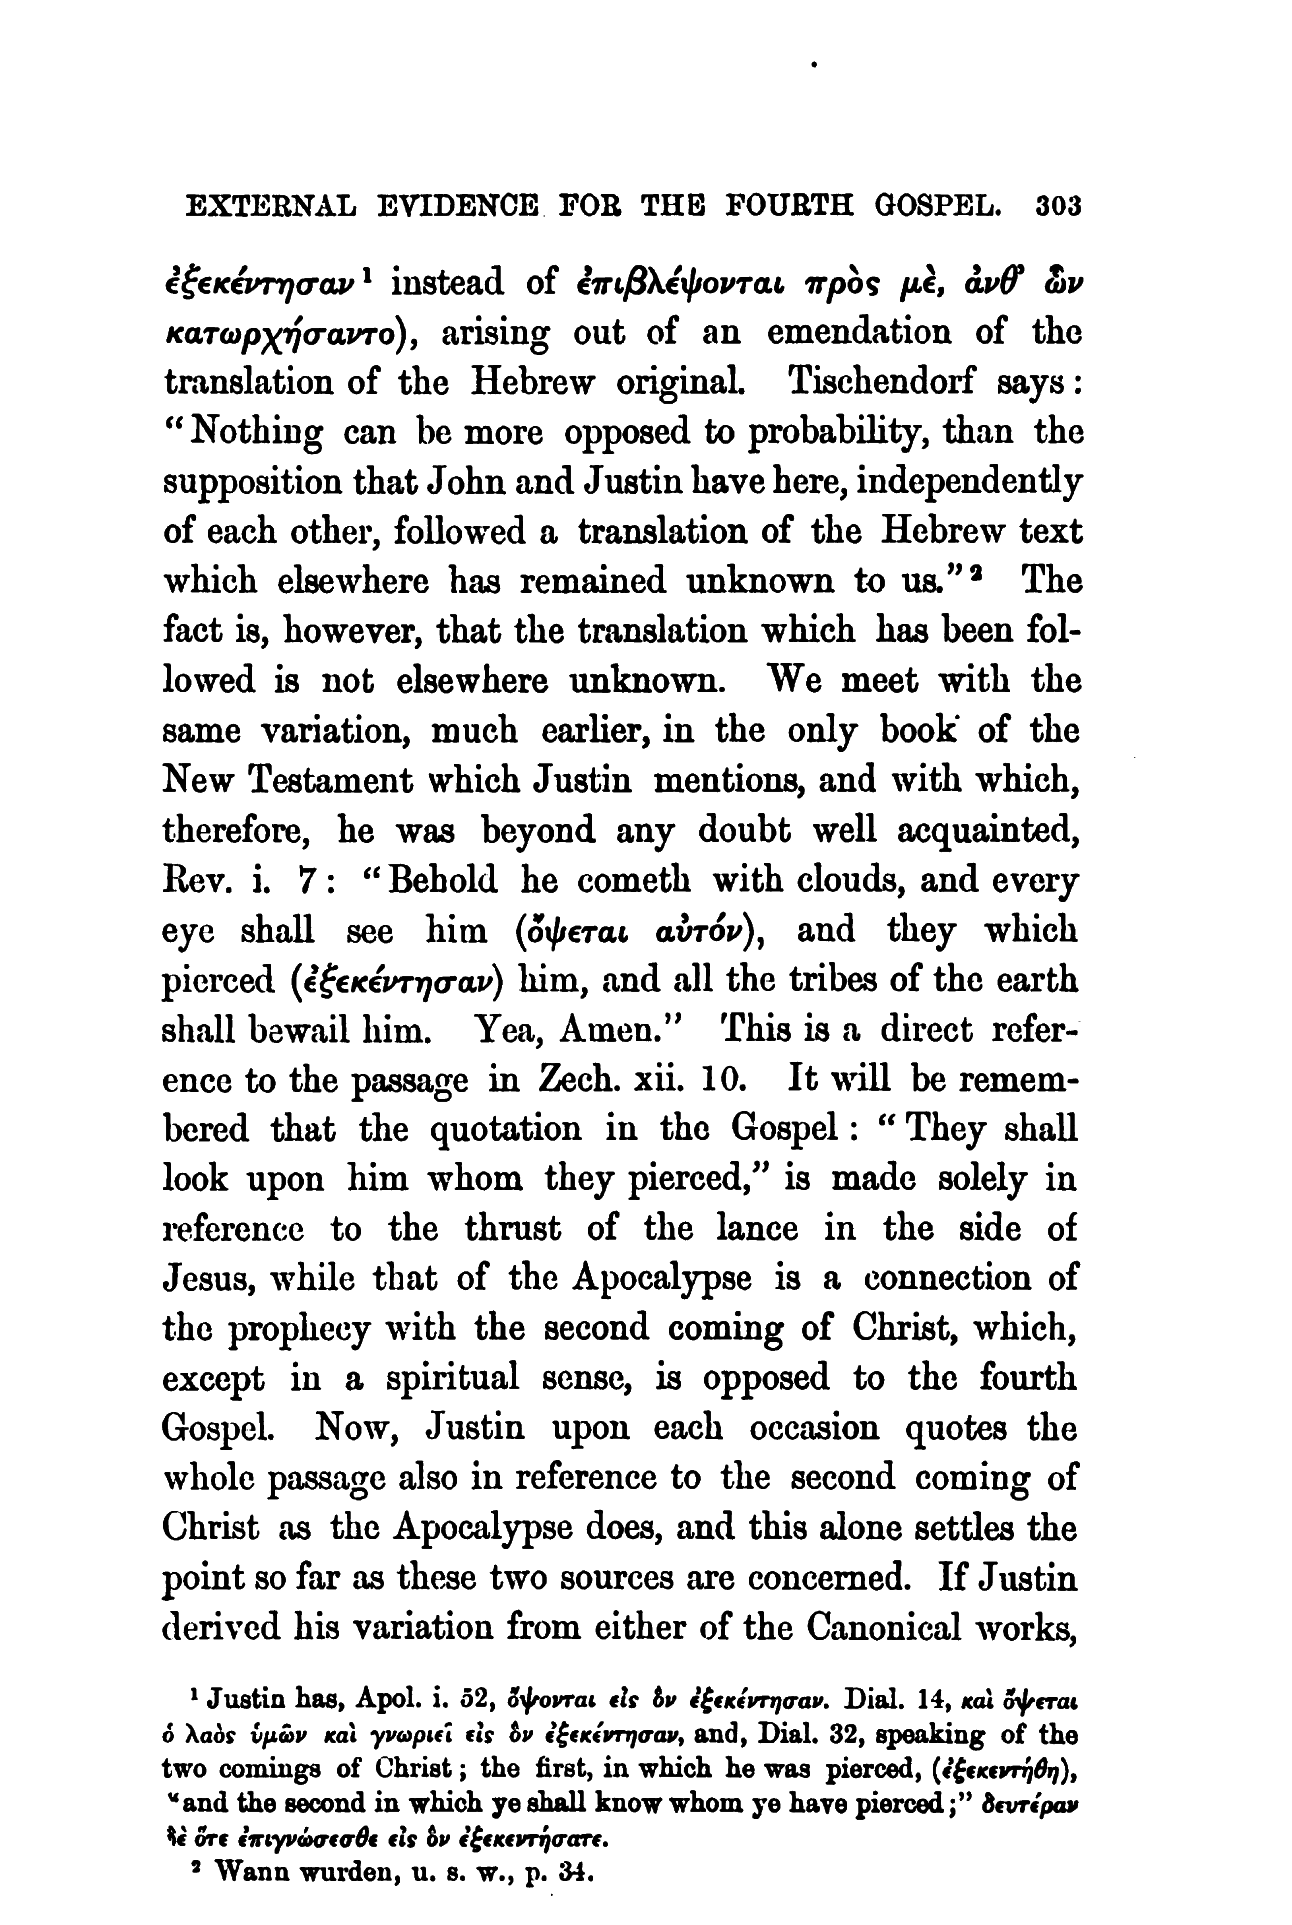 EXTERNAL EVIDENCE FOR THE FOURTH GOSPEL. 303
ἐξεκέντησαν ¹ instead of ἐπιβλέψονται πρὸς μὲ, ἀνθ’ ὧν
κατωρχήσαντο), arising out of an emendation of the
translation of the Hebrew original. Tischendorf says :
“Nothing can be more opposed to probability, than the
supposition that John and Justin have here, independently
of each other, followed a translation of the Hebrew text
which elsewhere has remained unknown to us.” ² The
fact is, however, that the translation which has been fol-
lowed is not elsewhere unknown. We meet with the
same variation, much earlier, in the only book of the
New Testament which Justin mentions, and with which,
therefore, he was beyond any doubt well acquainted,
Rev. i. 7 : “Behold he cometh with clouds, and every
eye shall see him (ὄψεται αὐτόν), and they which
pierced (ἐξεκέντησαν) him, and all the tribes of the earth
shall bewail him. Yea, Amen.” This is a direct refer-
ence to the passage in Zech. xii. 10. It will be remem-
bered that the quotation in the Gospel : “They shall
look upon him whom they pierced,” is made solely in
reference to the thrust of the lance in the side of
Jesus, while that of the Apocalypse is a connection of
the prophecy with the second coming of Christ, which,
except in a spiritual sense, is opposed to the fourth
Gospel. Now, Justin upon each occasion quotes the
whole passage also in reference to the second coming of
Christ as the Apocalypse does, and this alone settles the
point so far as these two sources are concerned. If Justin
derived his variation from either of the Canonical works,
¹ Justin has, Apol. i. 52, ὄψονται εἰς ὃν ἐξεκέντησαν. Dial. 14, καὶ ὄψεται
ὁ λαὸς ὑμῶν καὶ γνωριεῖ εἰς ὃν ἐξεκέντησαν, and, Dial. 32, speaking of the
two comings of Christ ; the first, in which he was pierced, (ἐξεκεντήθη),
“and the second in which ye shall know whom ye have pierced ;” δευτέραν
δὲ ὅτε ἐπιγνώσεσθε εἰς ὃν ἐξεκεντήσατε.
² Wann wurden, u. s. w., p. 34.